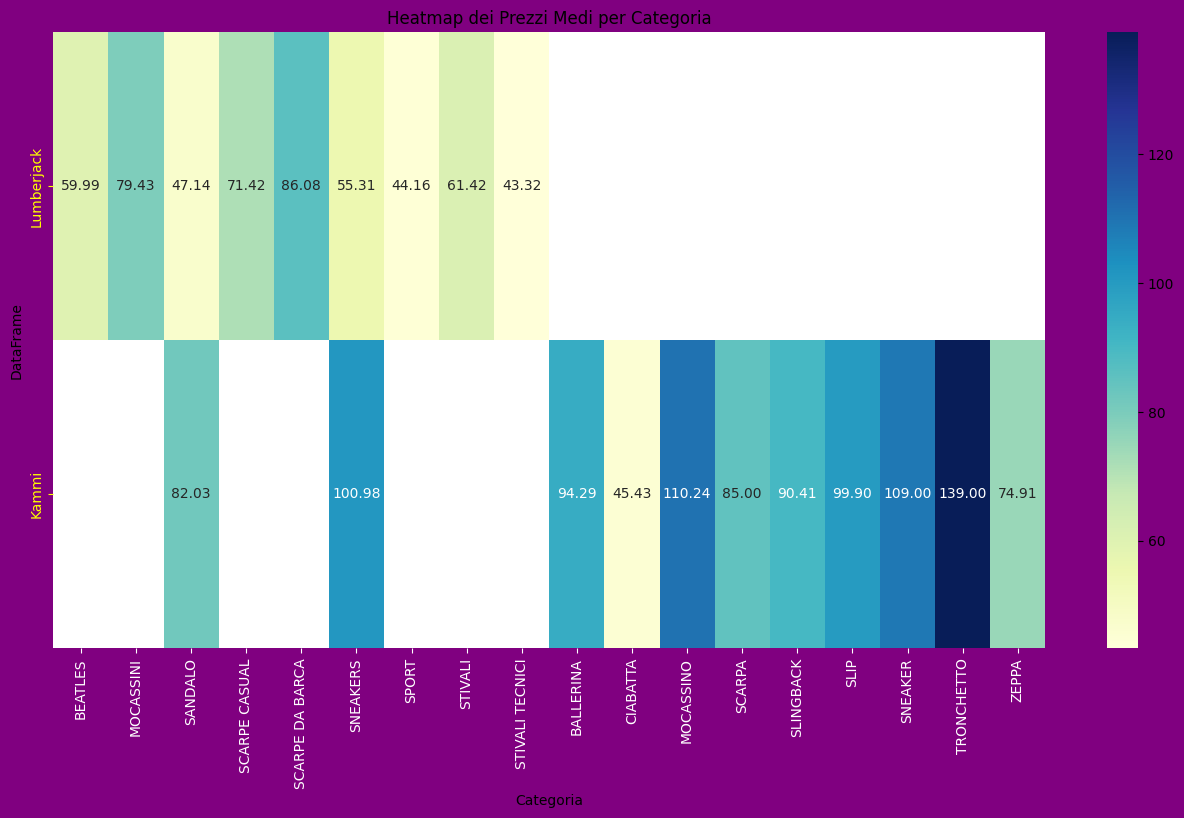 Heatmap dei Prezzi Medi per Categoria
DataFrame
Lumberjack
59.99 79.43 47.14 71.42 86.08 55.31 44.16 61.42 43.32
Kammi
82.03 100.98 94.29 45.43 110.24 85.00 90.41 99.90 109.00 139.00 74.91
BEATLES
MOCASSINI
SANDALO
SCARPE CASUAL
SCARPE DA BARCA
SNEAKERS
SPORT
STIVALI
STIVALI TECNICI
BALLERINA
CIABATTA
MOCASSINO
SCARPA
SLINGBACK
SLIP
SNEAKER
TRONCHETTO
ZEPPA
Categoria
120
100
80
60